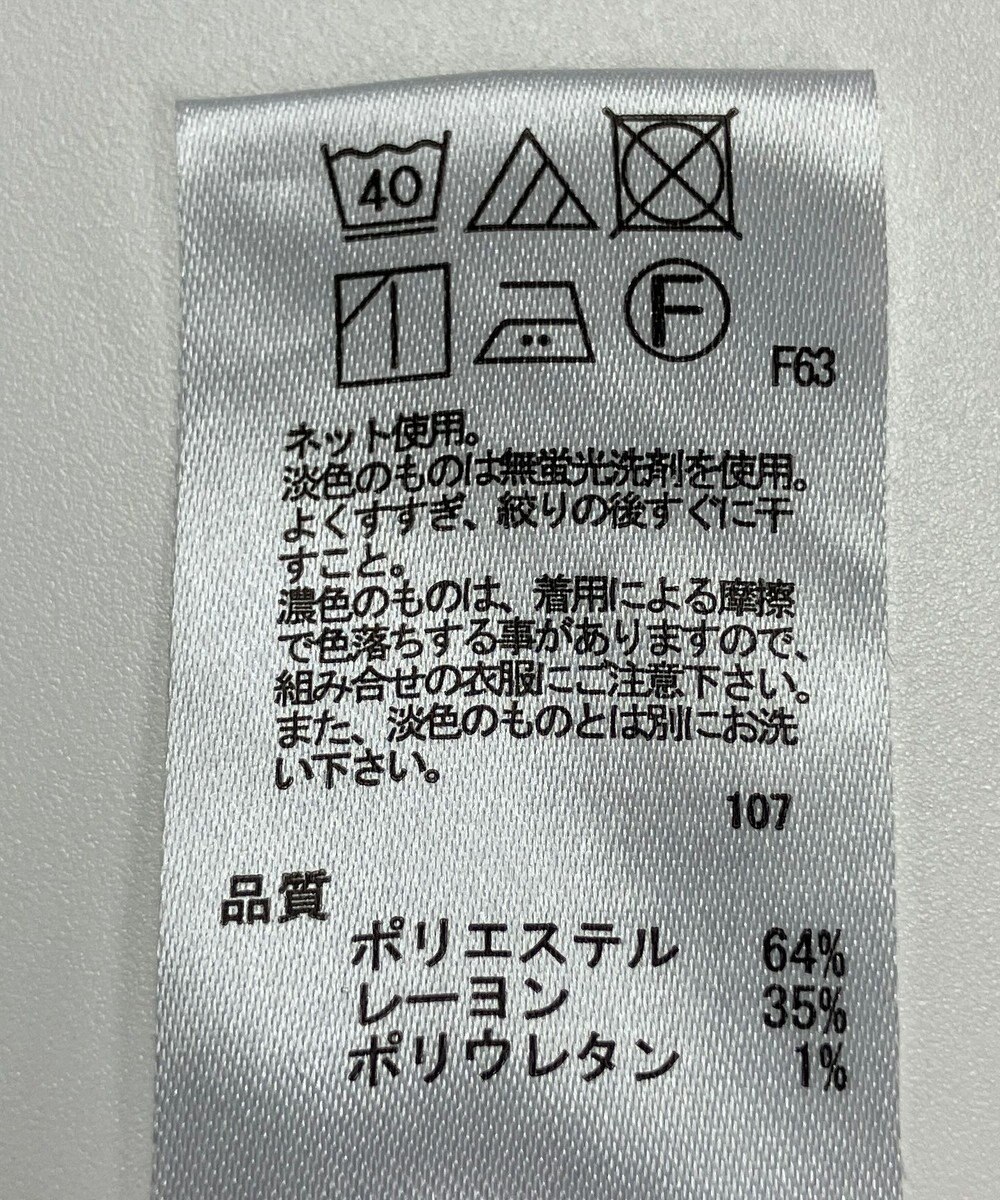 40
F
F63
ネット使用。
淡色のものは無蛍光洗剤を使用。
よくすすぎ、絞りの後すぐに干
すこと。
濃色のものは、着用による摩擦
で色落ちする事がありますので、
組み合せの衣服にご注意下さい。
また、淡色のものとは別にお洗
い下さい。
107
品質
ポリエステル 64%
レーヨン 35%
ポリウレタン 1%